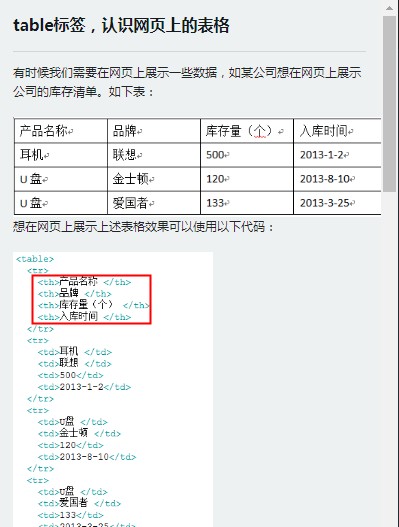 table标签，认识网页上的表格
有时候我们需要在网页上展示一些数据，如某公司想在网页上展示
公司的库存清单。如下表：
产品名称 品牌 库存量（个） 入库时间
耳机 联想 500 2013-1-2
U 盘 金士顿 120 2013-8-10
U 盘 爱国者 133 2013-3-25
想在网页上展示上述表格效果可以使用以下代码：
<table>
<tr>
<th>产品名称 </th>
<th>品牌 </th>
<th>库存量（个） </th>
<th>入库时间 </th>
</tr>
<tr>
<td>耳机 </td>
<td>联想 </td>
<td>500</td>
<td>2013-1-2</td>
</tr>
<tr>
<td>U盘 </td>
<td>金士顿 </td>
<td>120</td>
<td>2013-8-10</td>
</tr>
<tr>
<td>U盘 </td>
<td>爱国者 </td>
<td>133</td>
<td>2013-3-25</td>